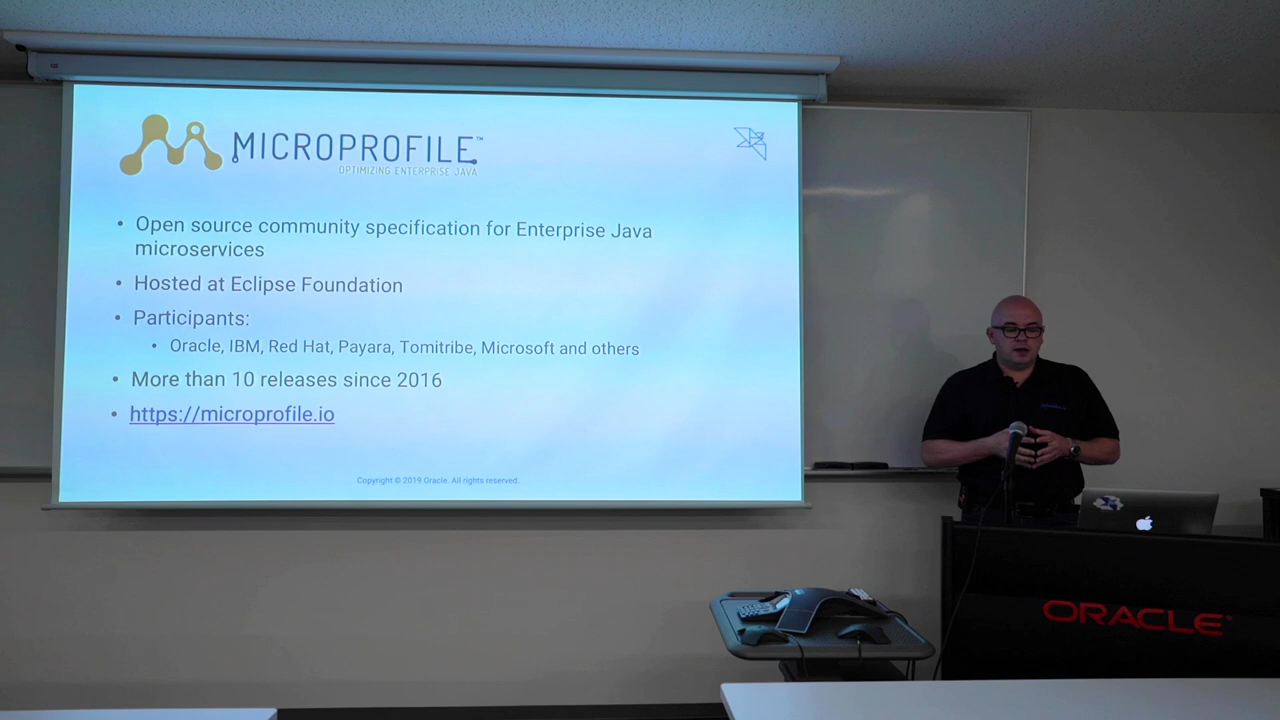 MICROPROFILE™
OPTIMIZING ENTERPRISE JAVA
• Open source community specification for Enterprise Java
microservices
• Hosted at Eclipse Foundation
• Participants:
• Oracle, IBM, Red Hat, Payara, Tomitribe, Microsoft and others
• More than 10 releases since 2016
• https://microprofile.io
Copyright © 2019 Oracle. All rights reserved.
ORACLE